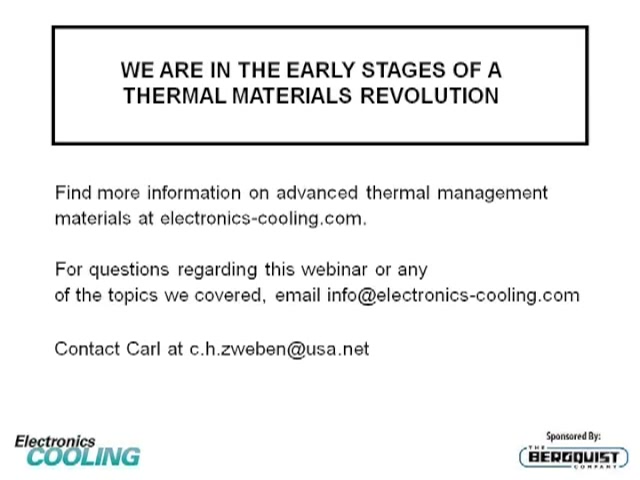 WE ARE IN THE EARLY STAGES OF A
THERMAL MATERIALS REVOLUTION
Find more information on advanced thermal management
materials at electronics-cooling.com.
For questions regarding this webinar or any
of the topics we covered, email info@electronics-cooling.com
Contact Carl at c.h.zweben@usa.net
Electronics
COOLING
Sponsored By:
THE
BERGQUIST
COMPANY